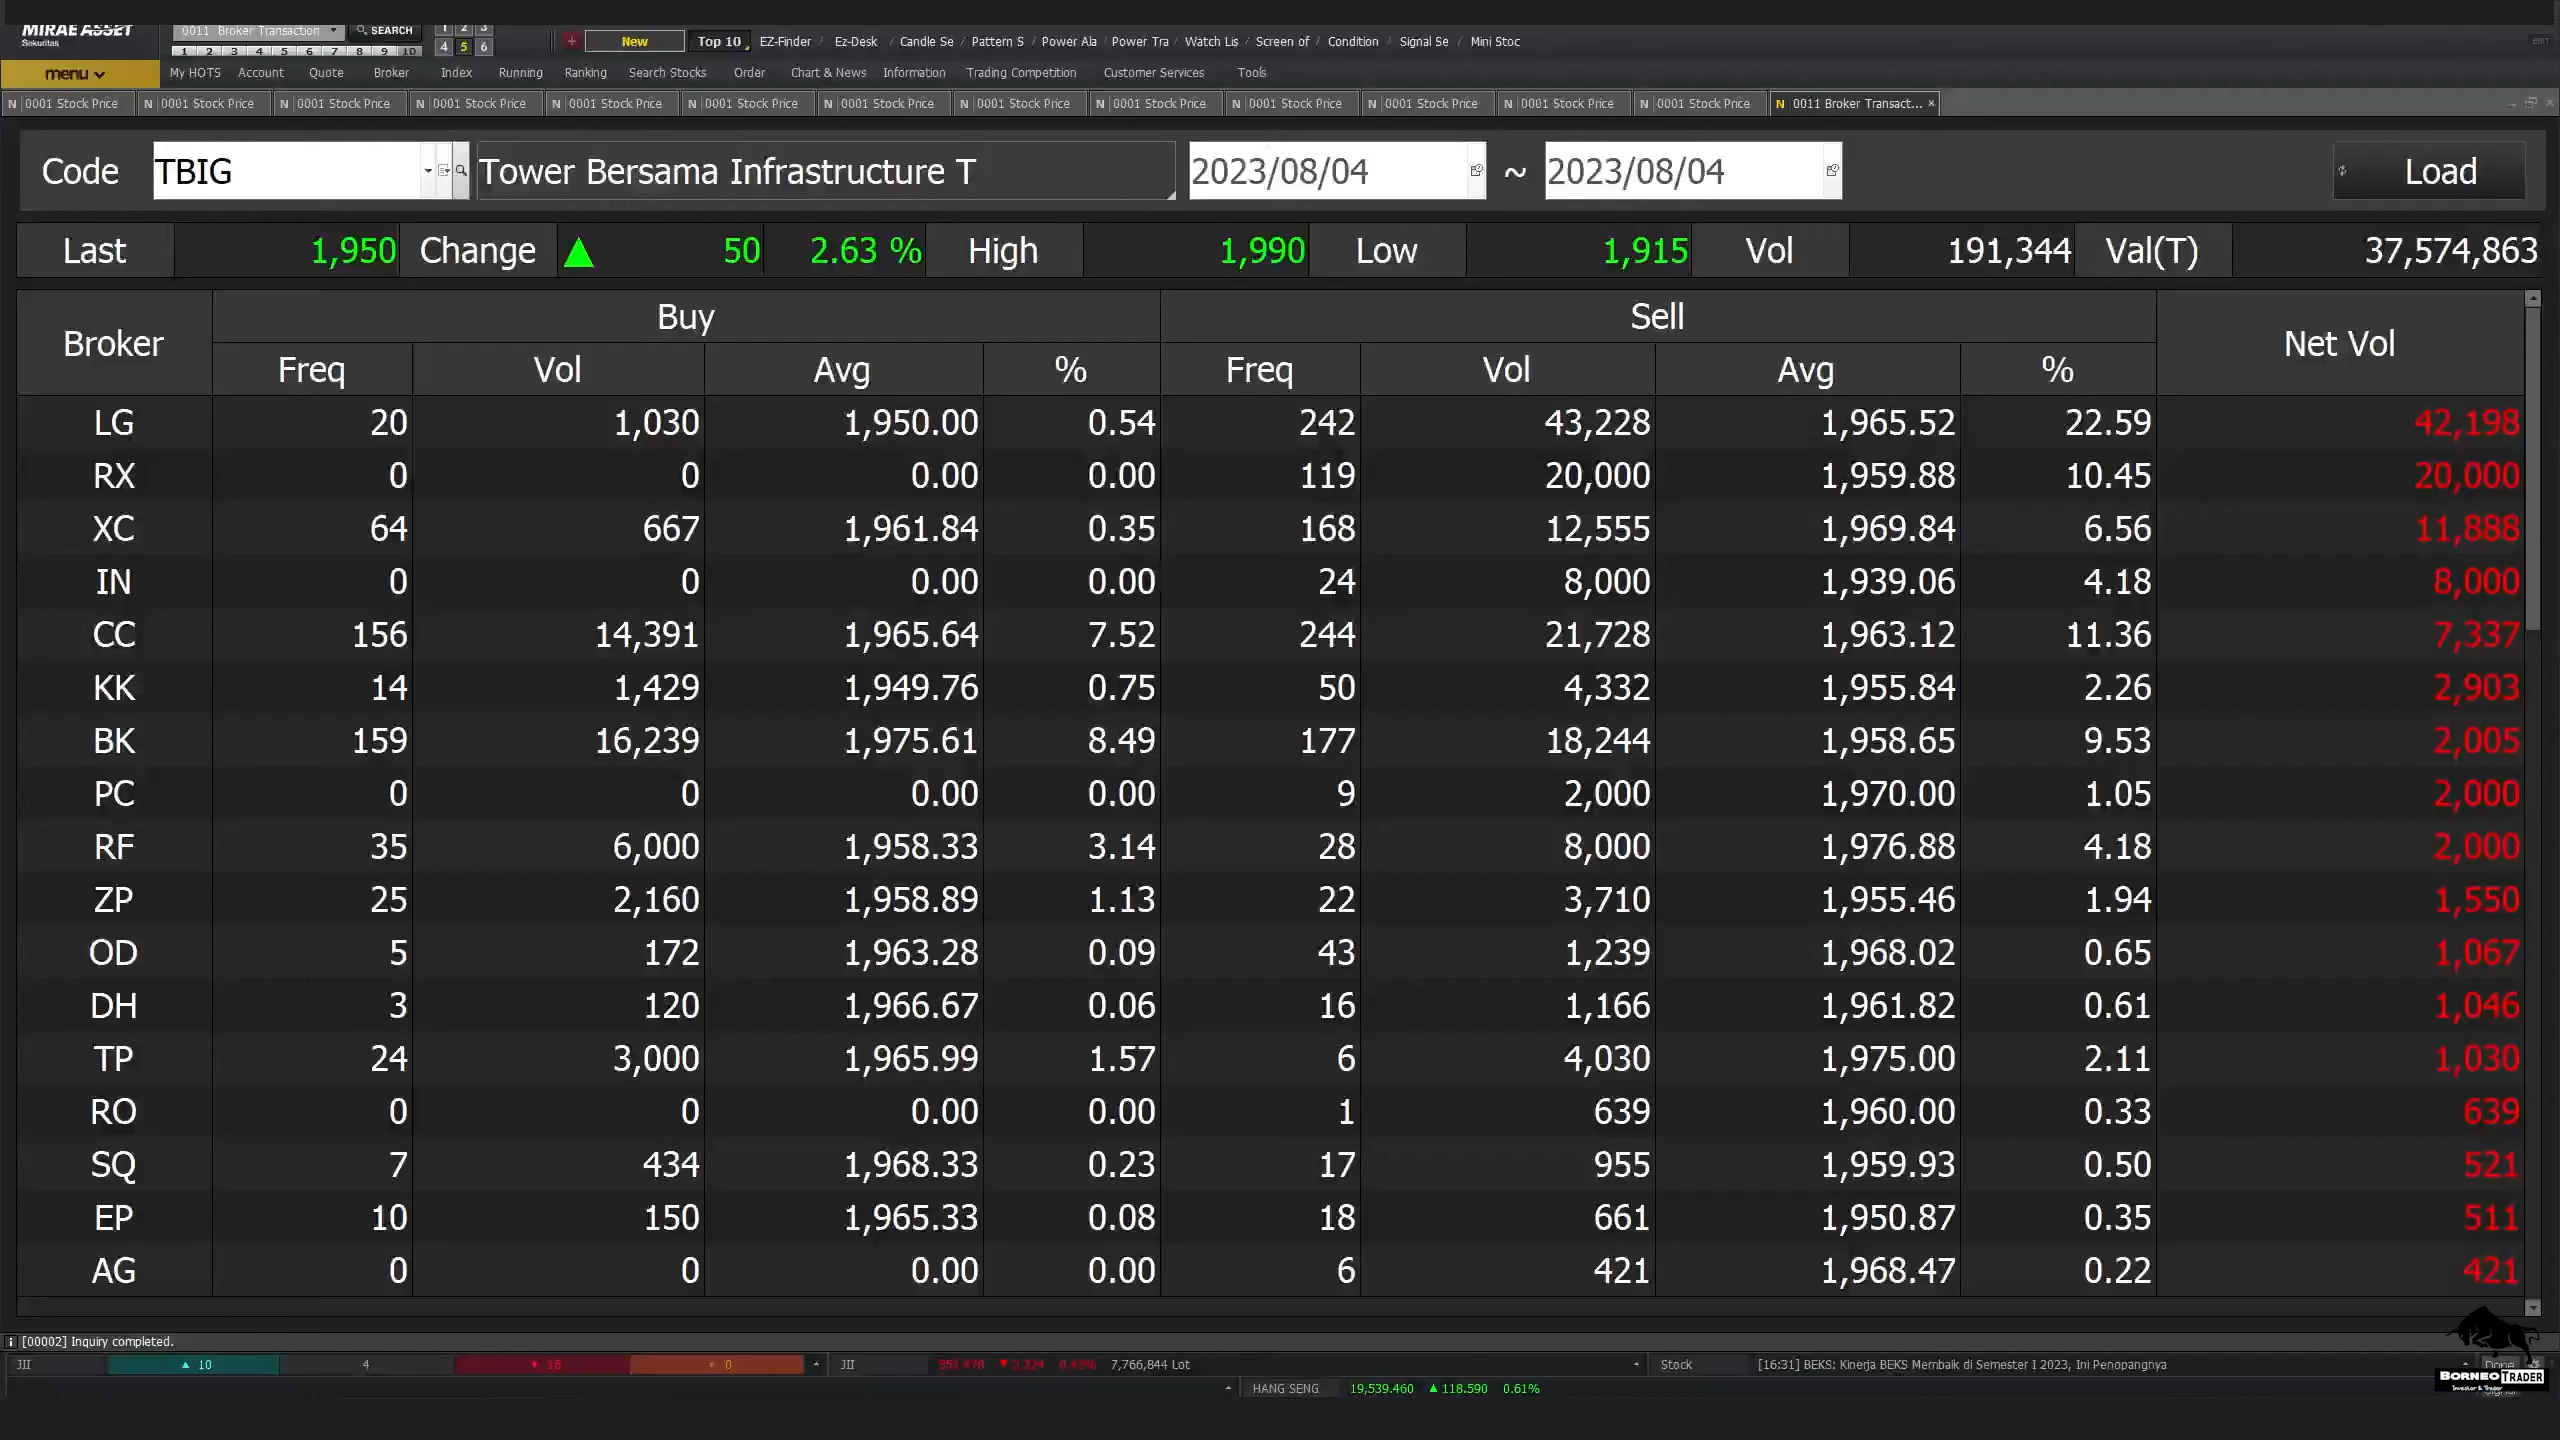 MIRAE ASSET
Sekuritas
0011 Broker Transaction SEARCH
1 2 3 4 5 6 7 8 9 10
1 2 3
4 5 6
New Top 10 EZ-Finder / Ez-Desk / Candle Se / Pattern S / Power Ala / Power Tra / Watch Lis / Screen of / Condition / Signal Se / Mini Stoc
menu My HOTS Account Quote Broker Index Running Ranking Search Stocks Order Chart & News Information Trading Competition Customer Services Tools
N 0001 Stock Price N 0001 Stock Price N 0001 Stock Price N 0001 Stock Price N 0001 Stock Price N 0001 Stock Price N 0001 Stock Price N 0001 Stock Price N 0001 Stock Price N 0001 Stock Price N 0001 Stock Price N 0001 Stock Price N 0001 Stock Price N 0011 Broker Transact... ×
Code TBIG Tower Bersama Infrastructure T 2023/08/04 ~ 2023/08/04 Load
Last 1,950 Change ▲ 50 2.63 % High 1,990 Low 1,915 Vol 191,344 Val(T) 37,574,863
Broker Buy Sell Net Vol
Freq Vol Avg % Freq Vol Avg %
LG 20 1,030 1,950.00 0.54 242 43,228 1,965.52 22.59 42,198
RX 0 0 0.00 0.00 119 20,000 1,959.88 10.45 20,000
XC 64 667 1,961.84 0.35 168 12,555 1,969.84 6.56 11,888
IN 0 0 0.00 0.00 24 8,000 1,939.06 4.18 8,000
CC 156 14,391 1,965.64 7.52 244 21,728 1,963.12 11.36 7,337
KK 14 1,429 1,949.76 0.75 50 4,332 1,955.84 2.26 2,903
BK 159 16,239 1,975.61 8.49 177 18,244 1,958.65 9.53 2,005
PC 0 0 0.00 0.00 9 2,000 1,970.00 1.05 2,000
RF 35 6,000 1,958.33 3.14 28 8,000 1,976.88 4.18 2,000
ZP 25 2,160 1,958.89 1.13 22 3,710 1,955.46 1.94 1,550
OD 5 172 1,963.28 0.09 43 1,239 1,968.02 0.65 1,067
DH 3 120 1,966.67 0.06 16 1,166 1,961.82 0.61 1,046
TP 24 3,000 1,965.99 1.57 6 4,030 1,975.00 2.11 1,030
RO 0 0 0.00 0.00 1 639 1,960.00 0.33 639
SQ 7 434 1,968.33 0.23 17 955 1,959.93 0.50 521
EP 10 150 1,965.33 0.08 18 661 1,950.87 0.35 511
AG 0 0 0.00 0.00 6 421 1,968.47 0.22 421
[00002] Inquiry completed.
JII ▲ 10 4 ▼ 16 = 0 JII 7,766,844 Lot Stock [16:31] BEKS: Kinerja BEKS Membaik di Semester I 2023, Ini Penopangnya Done
HANG SENG 19,539.460 ▲ 118.590 0.61%
BORNEO TRADER
Investor & Trader